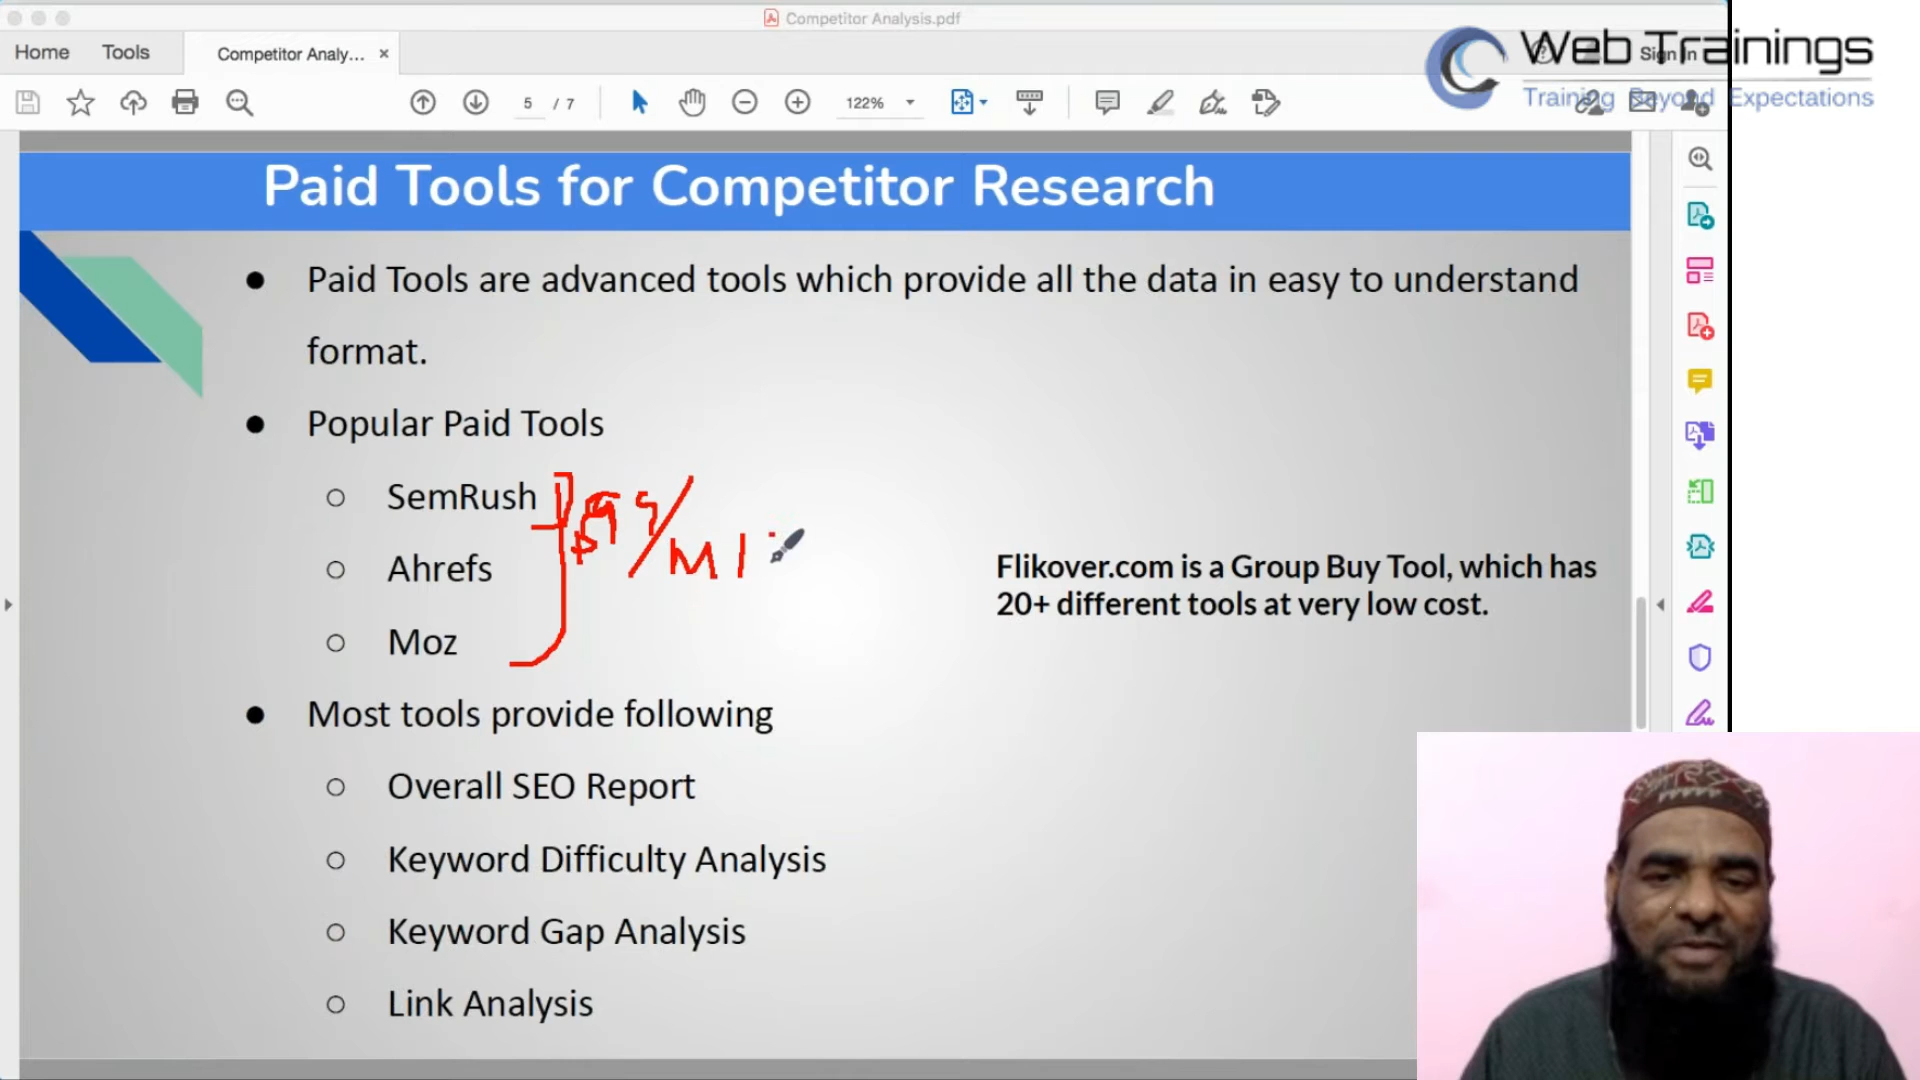 Competitor Analysis.pdf
Home
Tools
Competitor Analy...
×
5 / 7
122%
Sign In
Web Trainings
Training Beyond Expectations
Paid Tools for Competitor Research
● Paid Tools are advanced tools which provide all the data in easy to understand
format.
● Popular Paid Tools
○ SemRush
○ Ahrefs
○ Moz
Flikover.com is a Group Buy Tool, which has
20+ different tools at very low cost.
● Most tools provide following
○ Overall SEO Report
○ Keyword Difficulty Analysis
○ Keyword Gap Analysis
○ Link Analysis